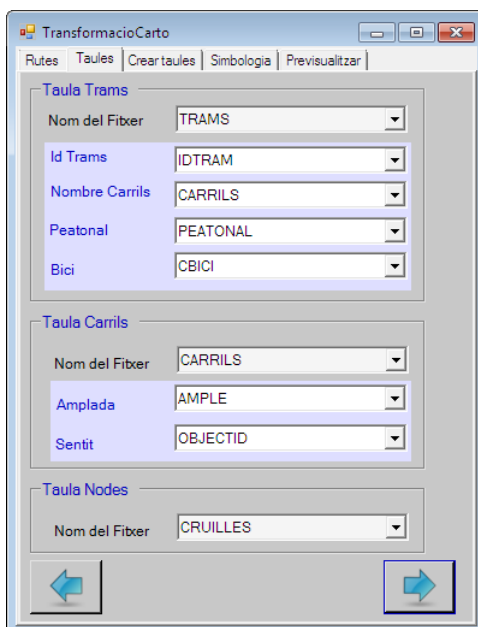 TransformacioCarto
Rutes Taules Crear taules Simbologia Previsualitzar
Taula Trams
Nom del Fitxer TRAMS
Id Trams IDTRAM
Nombre Carrils CARRILS
Peatonal PEATONAL
Bici CBICI
Taula Carrils
Nom del Fitxer CARRILS
Amplada AMPLE
Sentit OBJECTID
Taula Nodes
Nom del Fitxer CRUILLES